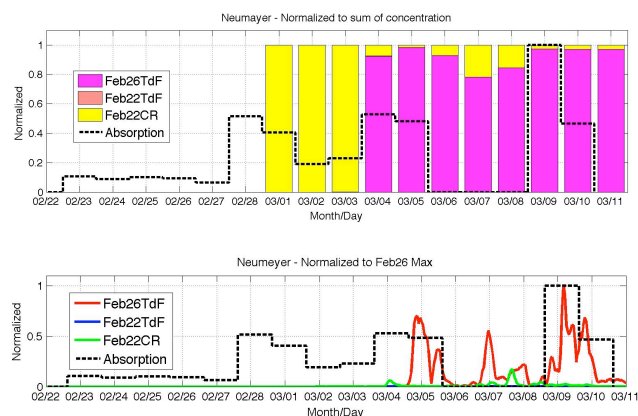 Neumayer - Normalized to sum of concentration
1
0.8
0.6
0.4
0.2
0
Normalized
Feb26TdF
Feb22TdF
Feb22CR
Absorption
02/22 02/23 02/24 02/25 02/26 02/27 02/28 03/01 03/02 03/03 03/04 03/05 03/06 03/07 03/08 03/09 03/10 03/11
Month/Day
Neumeyer - Normalized to Feb26 Max
1
0.5
0
Normalized
Feb26TdF
Feb22TdF
Feb22CR
Absorption
02/22 02/23 02/24 02/25 02/26 02/27 02/28 03/01 03/02 03/03 03/04 03/05 03/06 03/07 03/08 03/09 03/10 03/11
Month/Day